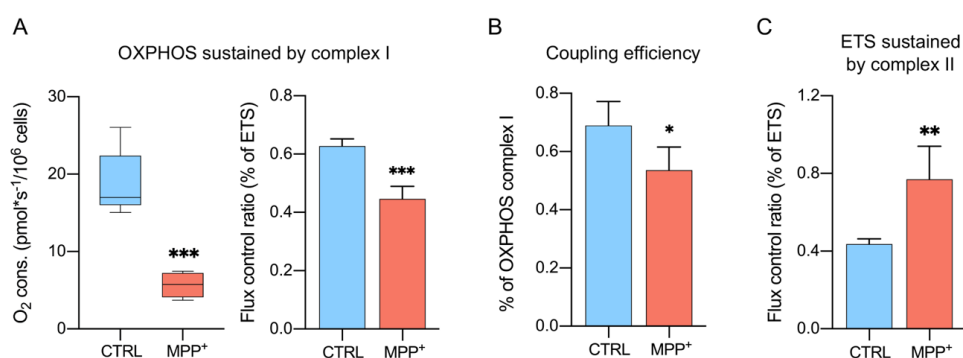 A
OXPHOS sustained by complex I
O₂ cons. (pmol*s⁻¹/10⁶ cells)
30
20
10
0
***
CTRL
MPP⁺
Flux control ratio (% of ETS)
0.8
0.6
0.4
0.2
0.0
***
CTRL
MPP⁺
B
Coupling efficiency
% of OXPHOS complex I
0.8
0.6
0.4
0.2
0.0
*
CTRL
MPP⁺
C
ETS sustained
by complex II
Flux control ratio (% of ETS)
1.2
0.8
0.4
0.0
**
CTRL
MPP⁺